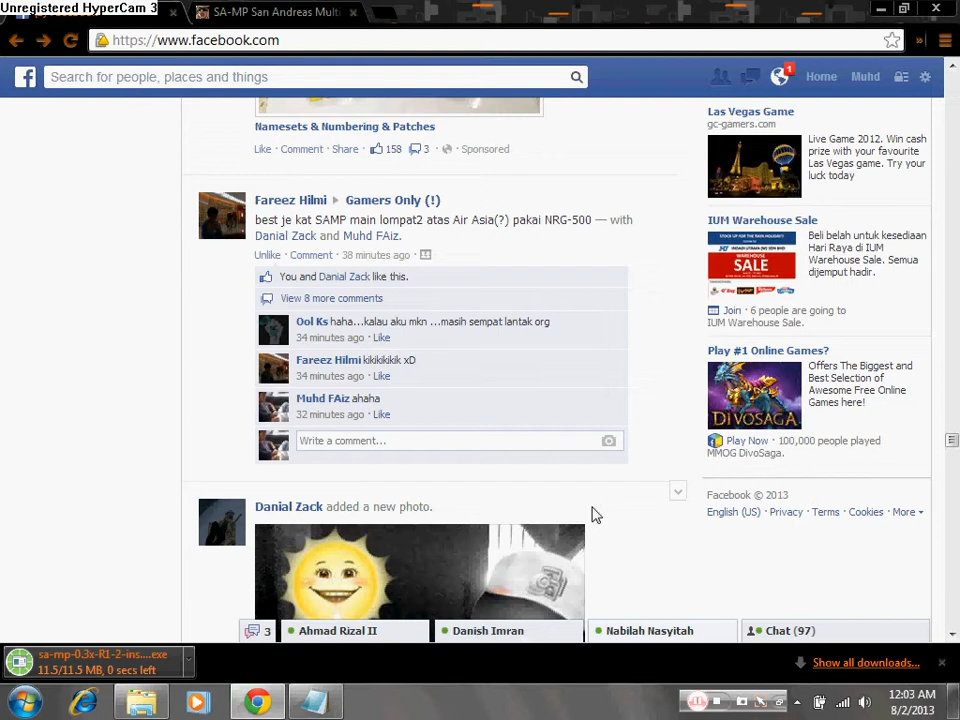 Unregistered HyperCam 3
SA-MP San Andreas Multi
https://www.facebook.com
Search for people, places and things
1
Home
Muhd
Namesets & Numbering & Patches
Like · Comment · Share · 158 3 · Sponsored
Fareez Hilmi ▸ Gamers Only (!)
best je kat SAMP main lompat2 atas Air Asia(?) pakai NRG-500 — with
Danial Zack and Muhd FAiz.
Unlike · Comment · 38 minutes ago ·
You and Danial Zack like this.
View 8 more comments
Ool Ks haha...kalau aku mkn ...masih sempat lantak org
34 minutes ago · Like
Fareez Hilmi kikikikikik xD
34 minutes ago · Like
Muhd FAiz ahaha
32 minutes ago · Like
Write a comment...
Danial Zack added a new photo.
Las Vegas Game
gc-gamers.com
Live Game 2012. Win cash
prize with your favourite
Las Vegas game. Try your
luck today
IUM Warehouse Sale
WAREHOUSE
SALE
Beli belah untuk kesediaan
Hari Raya di IUM
Warehouse Sale. Semua
dijemput hadir.
Join · 6 people are going to
IUM Warehouse Sale.
Play #1 Online Games?
DIVOSAGA
Offers The Biggest and
Best Selection of
Awesome Free Online
Games here!
Play Now · 100,000 people played
MMOG DivoSaga.
Facebook © 2013
English (US) · Privacy · Terms · Cookies · More
3
Ahmad Rizal II
Danish Imran
Nabilah Nasyitah
Chat (97)
sa-mp-0.3x-R1-2-ins....exe
11.5/11.5 MB, 0 secs left
Show all downloads...
12:03 AM
8/2/2013